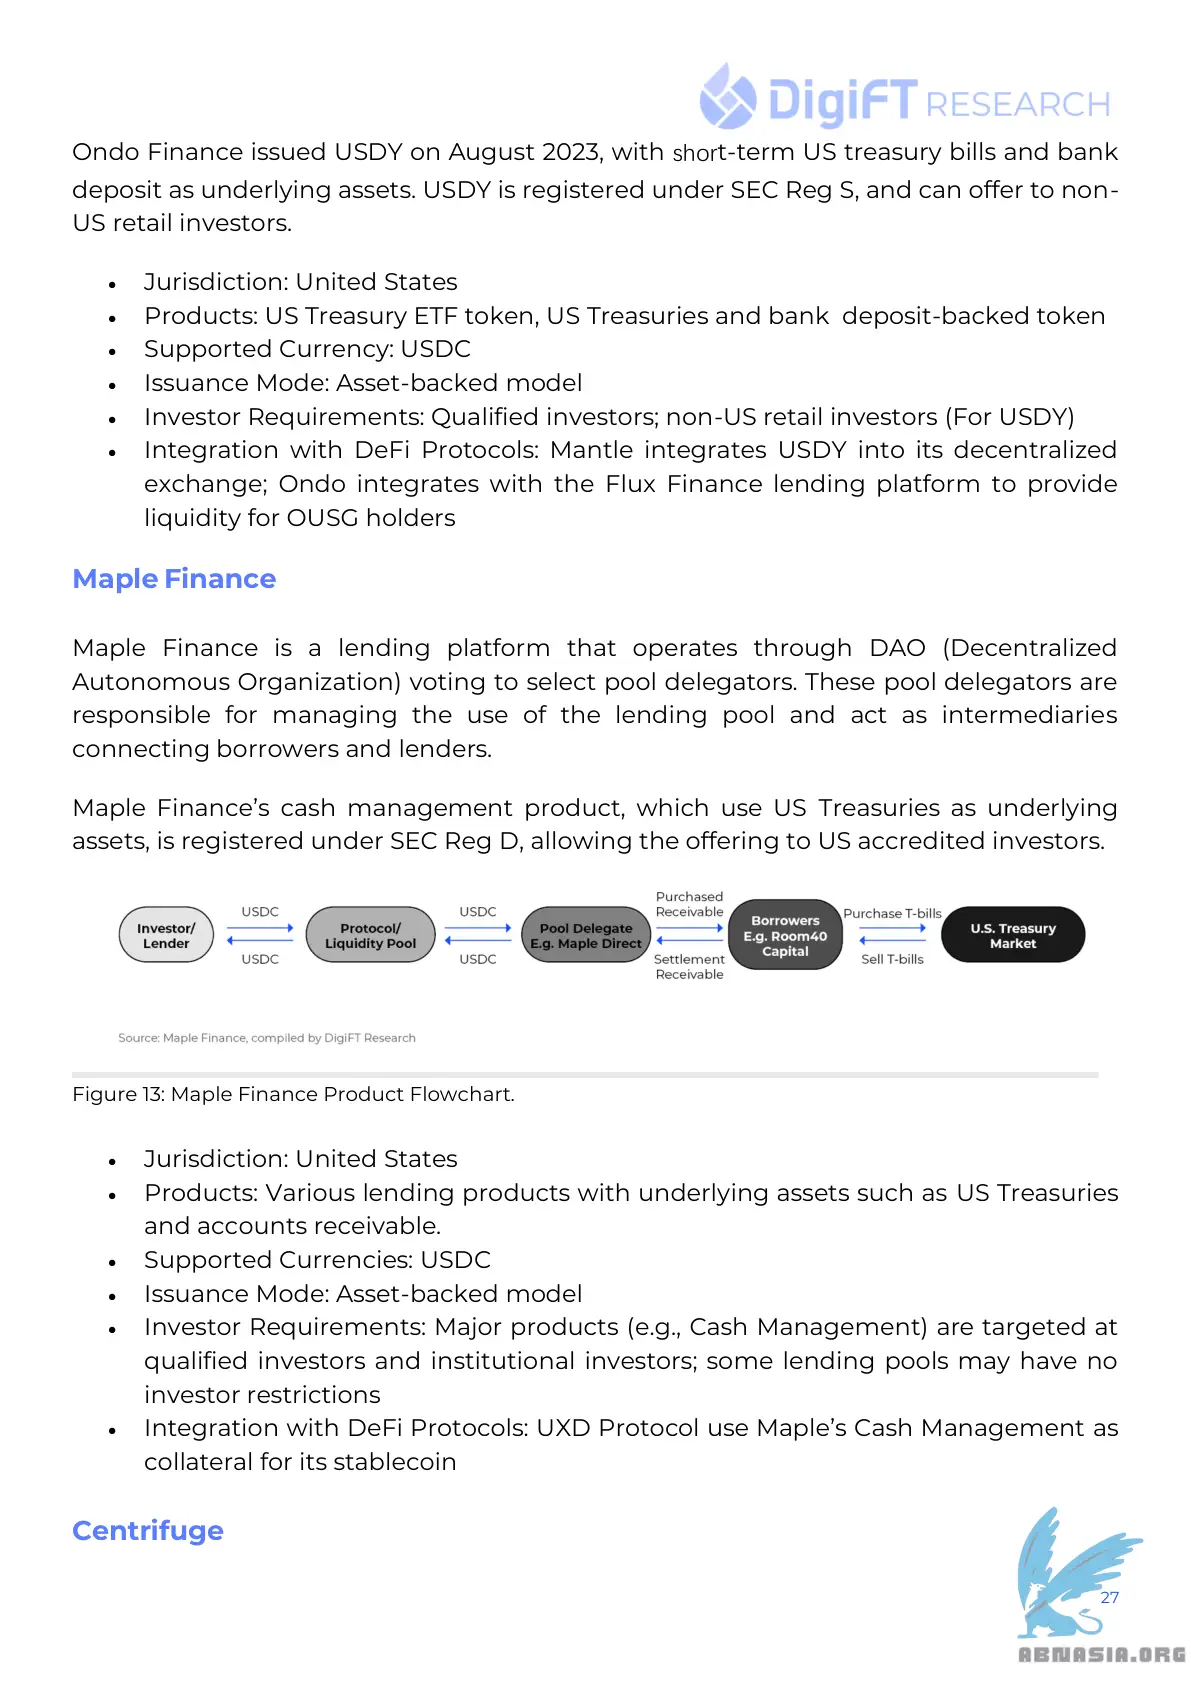 DigiFT RESEARCH
Ondo Finance issued USDY on August 2023, with short-term US treasury bills and bank
deposit as underlying assets. USDY is registered under SEC Reg S, and can offer to non-
US retail investors.
• Jurisdiction: United States
• Products: US Treasury ETF token, US Treasuries and bank deposit-backed token
• Supported Currency: USDC
• Issuance Mode: Asset-backed model
• Investor Requirements: Qualified investors; non-US retail investors (For USDY)
• Integration with DeFi Protocols: Mantle integrates USDY into its decentralized
exchange; Ondo integrates with the Flux Finance lending platform to provide
liquidity for OUSG holders
Maple Finance
Maple Finance is a lending platform that operates through DAO (Decentralized
Autonomous Organization) voting to select pool delegators. These pool delegators are
responsible for managing the use of the lending pool and act as intermediaries
connecting borrowers and lenders.
Maple Finance’s cash management product, which use US Treasuries as underlying
assets, is registered under SEC Reg D, allowing the offering to US accredited investors.
Investor/
Lender
USDC
USDC
Protocol/
Liquidity Pool
USDC
USDC
Pool Delegate
E.g. Maple Direct
Purchased
Receivable
Settlement
Receivable
Borrowers
E.g. Room40
Capital
Purchase T-bills
Sell T-bills
U.S. Treasury
Market
Source: Maple Finance, compiled by DigiFT Research
Figure 13: Maple Finance Product Flowchart.
• Jurisdiction: United States
• Products: Various lending products with underlying assets such as US Treasuries
and accounts receivable.
• Supported Currencies: USDC
• Issuance Mode: Asset-backed model
• Investor Requirements: Major products (e.g., Cash Management) are targeted at
qualified investors and institutional investors; some lending pools may have no
investor restrictions
• Integration with DeFi Protocols: UXD Protocol use Maple’s Cash Management as
collateral for its stablecoin
Centrifuge
27
ABNASIA.ORG